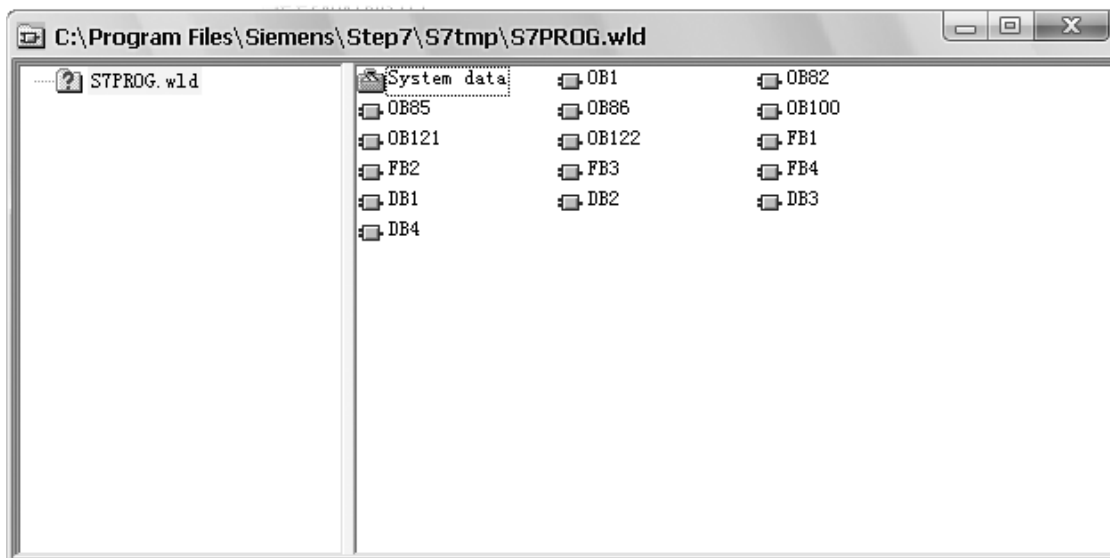 C:\Program Files\Siemens\Step7\S7tmp\S7PROG.wld
S7PROG.wld
System data OB1 OB82
OB85 OB86 OB100
OB121 OB122 FB1
FB2 FB3 FB4
DB1 DB2 DB3
DB4